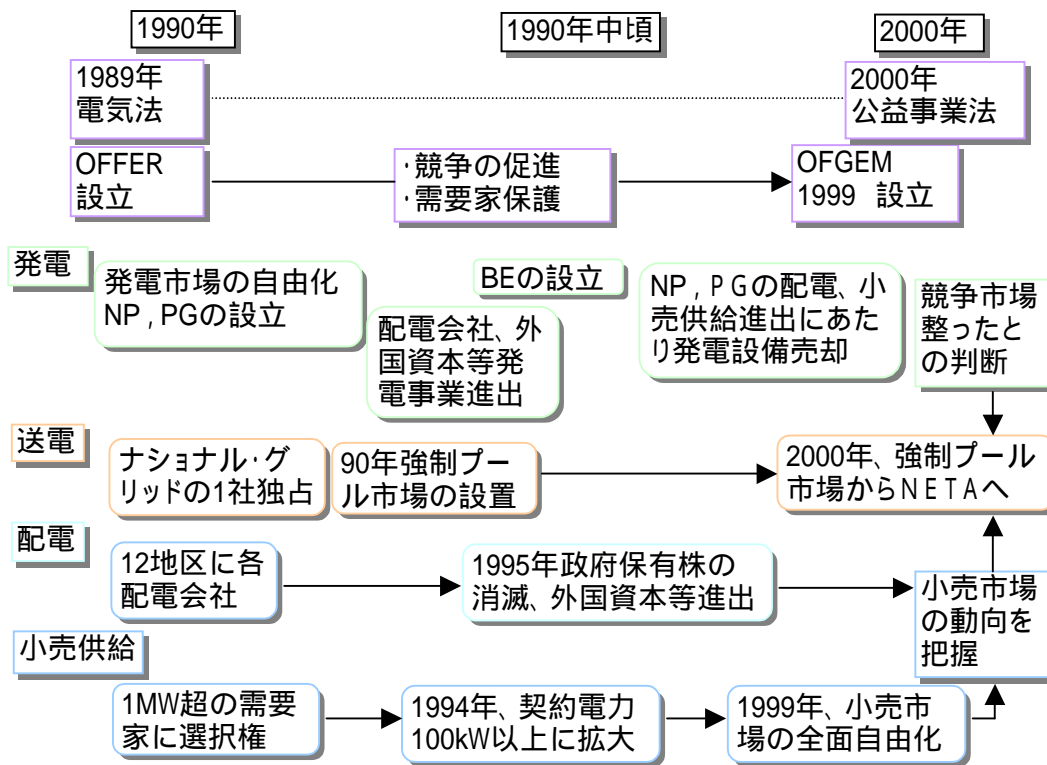 1990年
1990年中頃
2000年
1989年
電気法
2000年
公益事業法
OFFER
設立
・競争の促進
・需要家保護
OFGEM
1999 設立
発電
発電市場の自由化
NP , PGの設立
配電会社、外
国資本等発
電事業進出
BEの設立
NP , P Gの配電、小
売供給進出にあた
り発電設備売却
競争市場
整ったと
の判断
送電
ナショナル・グ
リッドの1社独占
90年強制プー
ル市場の設置
2000年、強制プール
市場からN E T Aへ
配電
12地区に各
配電会社
1995年政府保有株の
消滅、外国資本等進出
小売市場
の動向を
把握
小売供給
1MW超の需要
家に選択権
1994年、契約電力
100kW以上に拡大
1999年、小売市
場の全面自由化